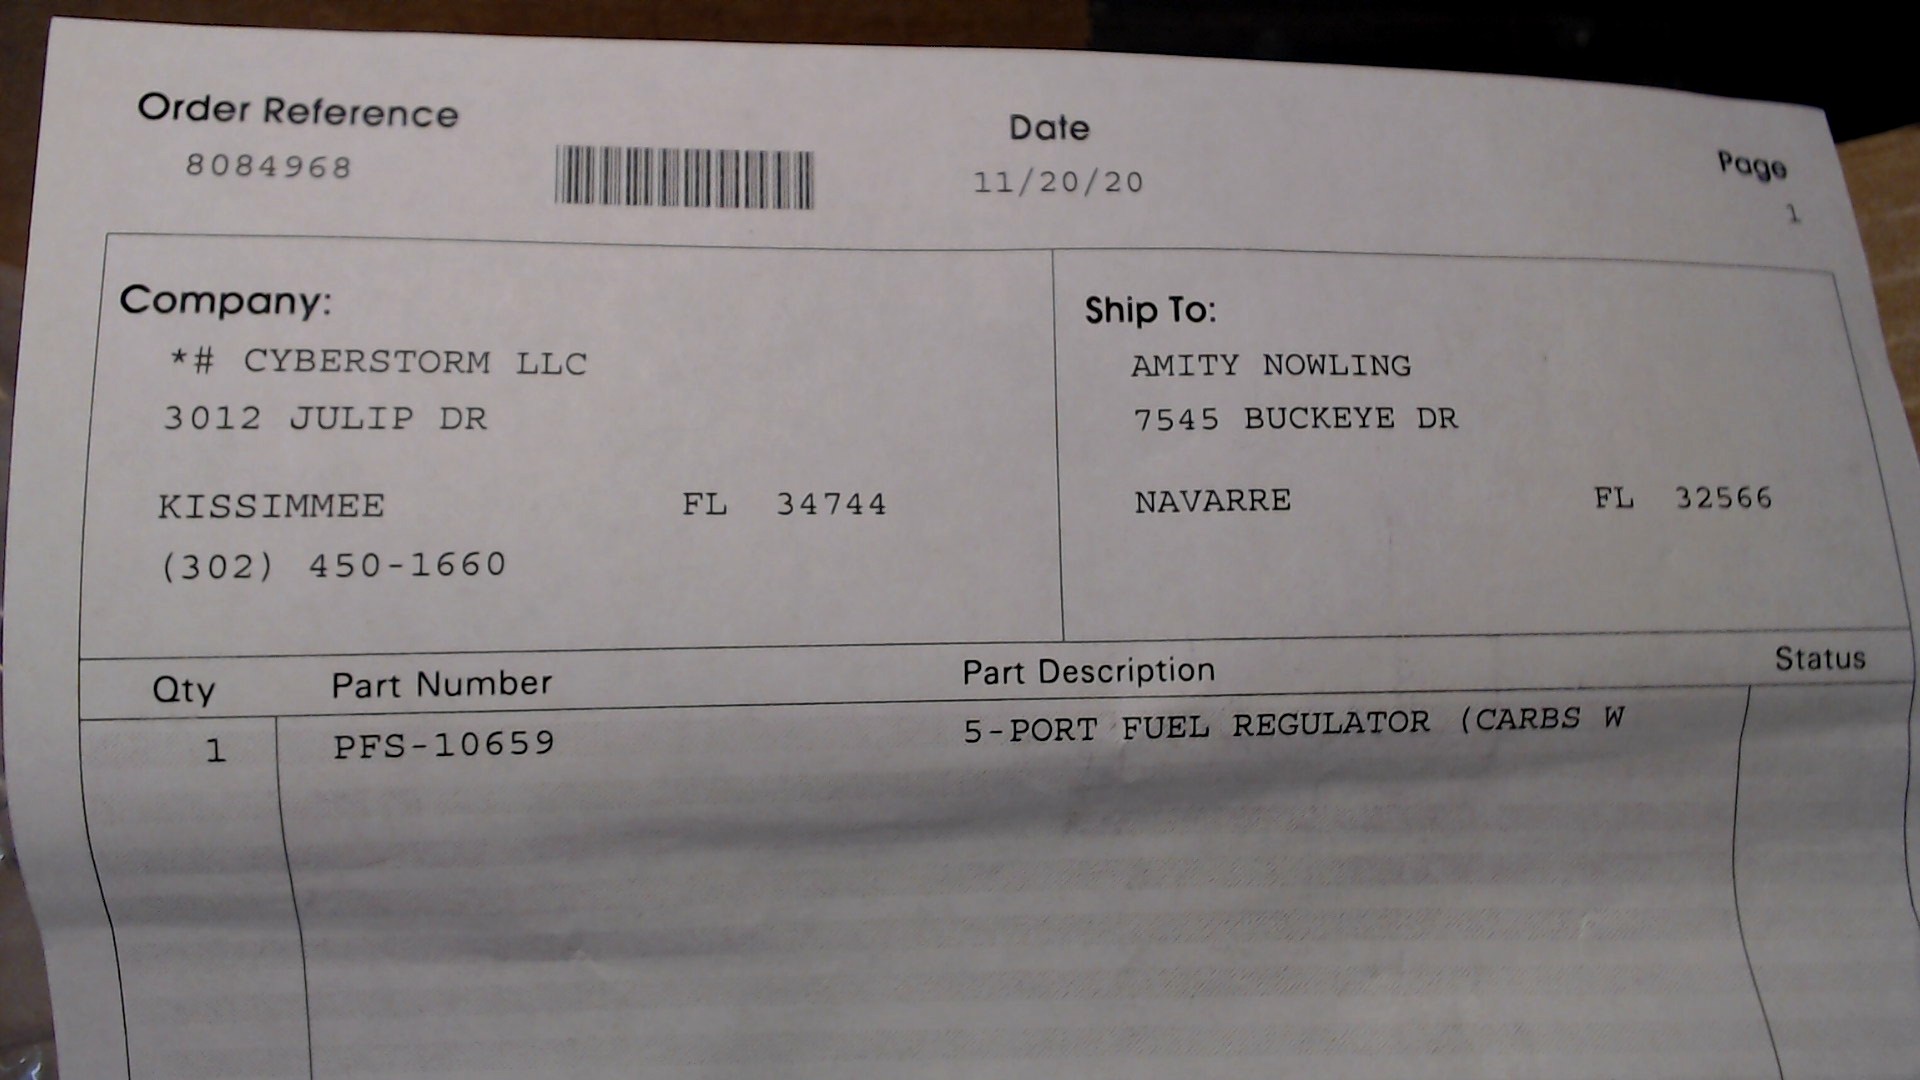 Order Reference
8084968
Date
11/20/20
Page
1
Company:
*# CYBERSTORM LLC
3012 JULIP DR
KISSIMMEE FL 34744
(302) 450-1660
Ship To:
AMITY NOWLING
7545 BUCKEYE DR
NAVARRE FL 32566
Qty Part Number Part Description Status
1 PFS-10659 5-PORT FUEL REGULATOR (CARBS W